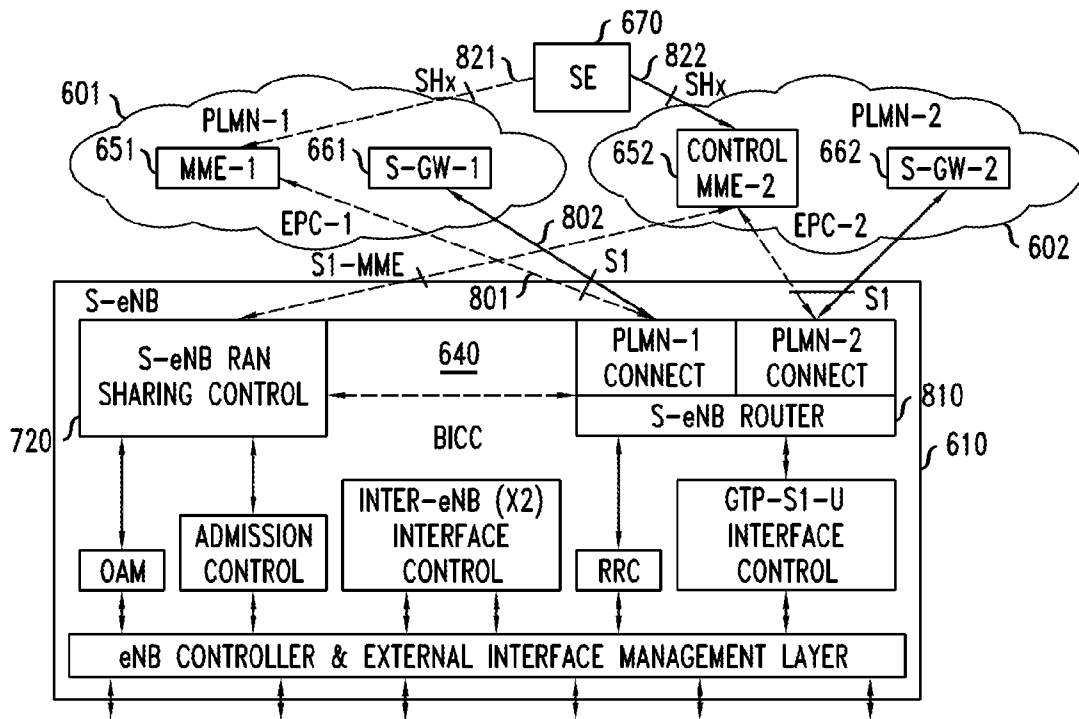 670
821
822
SE
SHx
SHx
601
PLMN-1
PLMN-2
651
661
652
662
MME-1
S-GW-1
CONTROL
MME-2
S-GW-2
EPC-1
802
EPC-2
602
S1-MME
801
S1
S1
S-eNB
S-eNB RAN
SHARING CONTROL
640
PLMN-1
CONNECT
PLMN-2
CONNECT
810
S-eNB ROUTER
720
BICC
610
INTER-eNB (X2)
INTERFACE
CONTROL
GTP-S1-U
INTERFACE
CONTROL
ADMISSION
CONTROL
OAM
RRC
eNB CONTROLLER & EXTERNAL INTERFACE MANAGEMENT LAYER